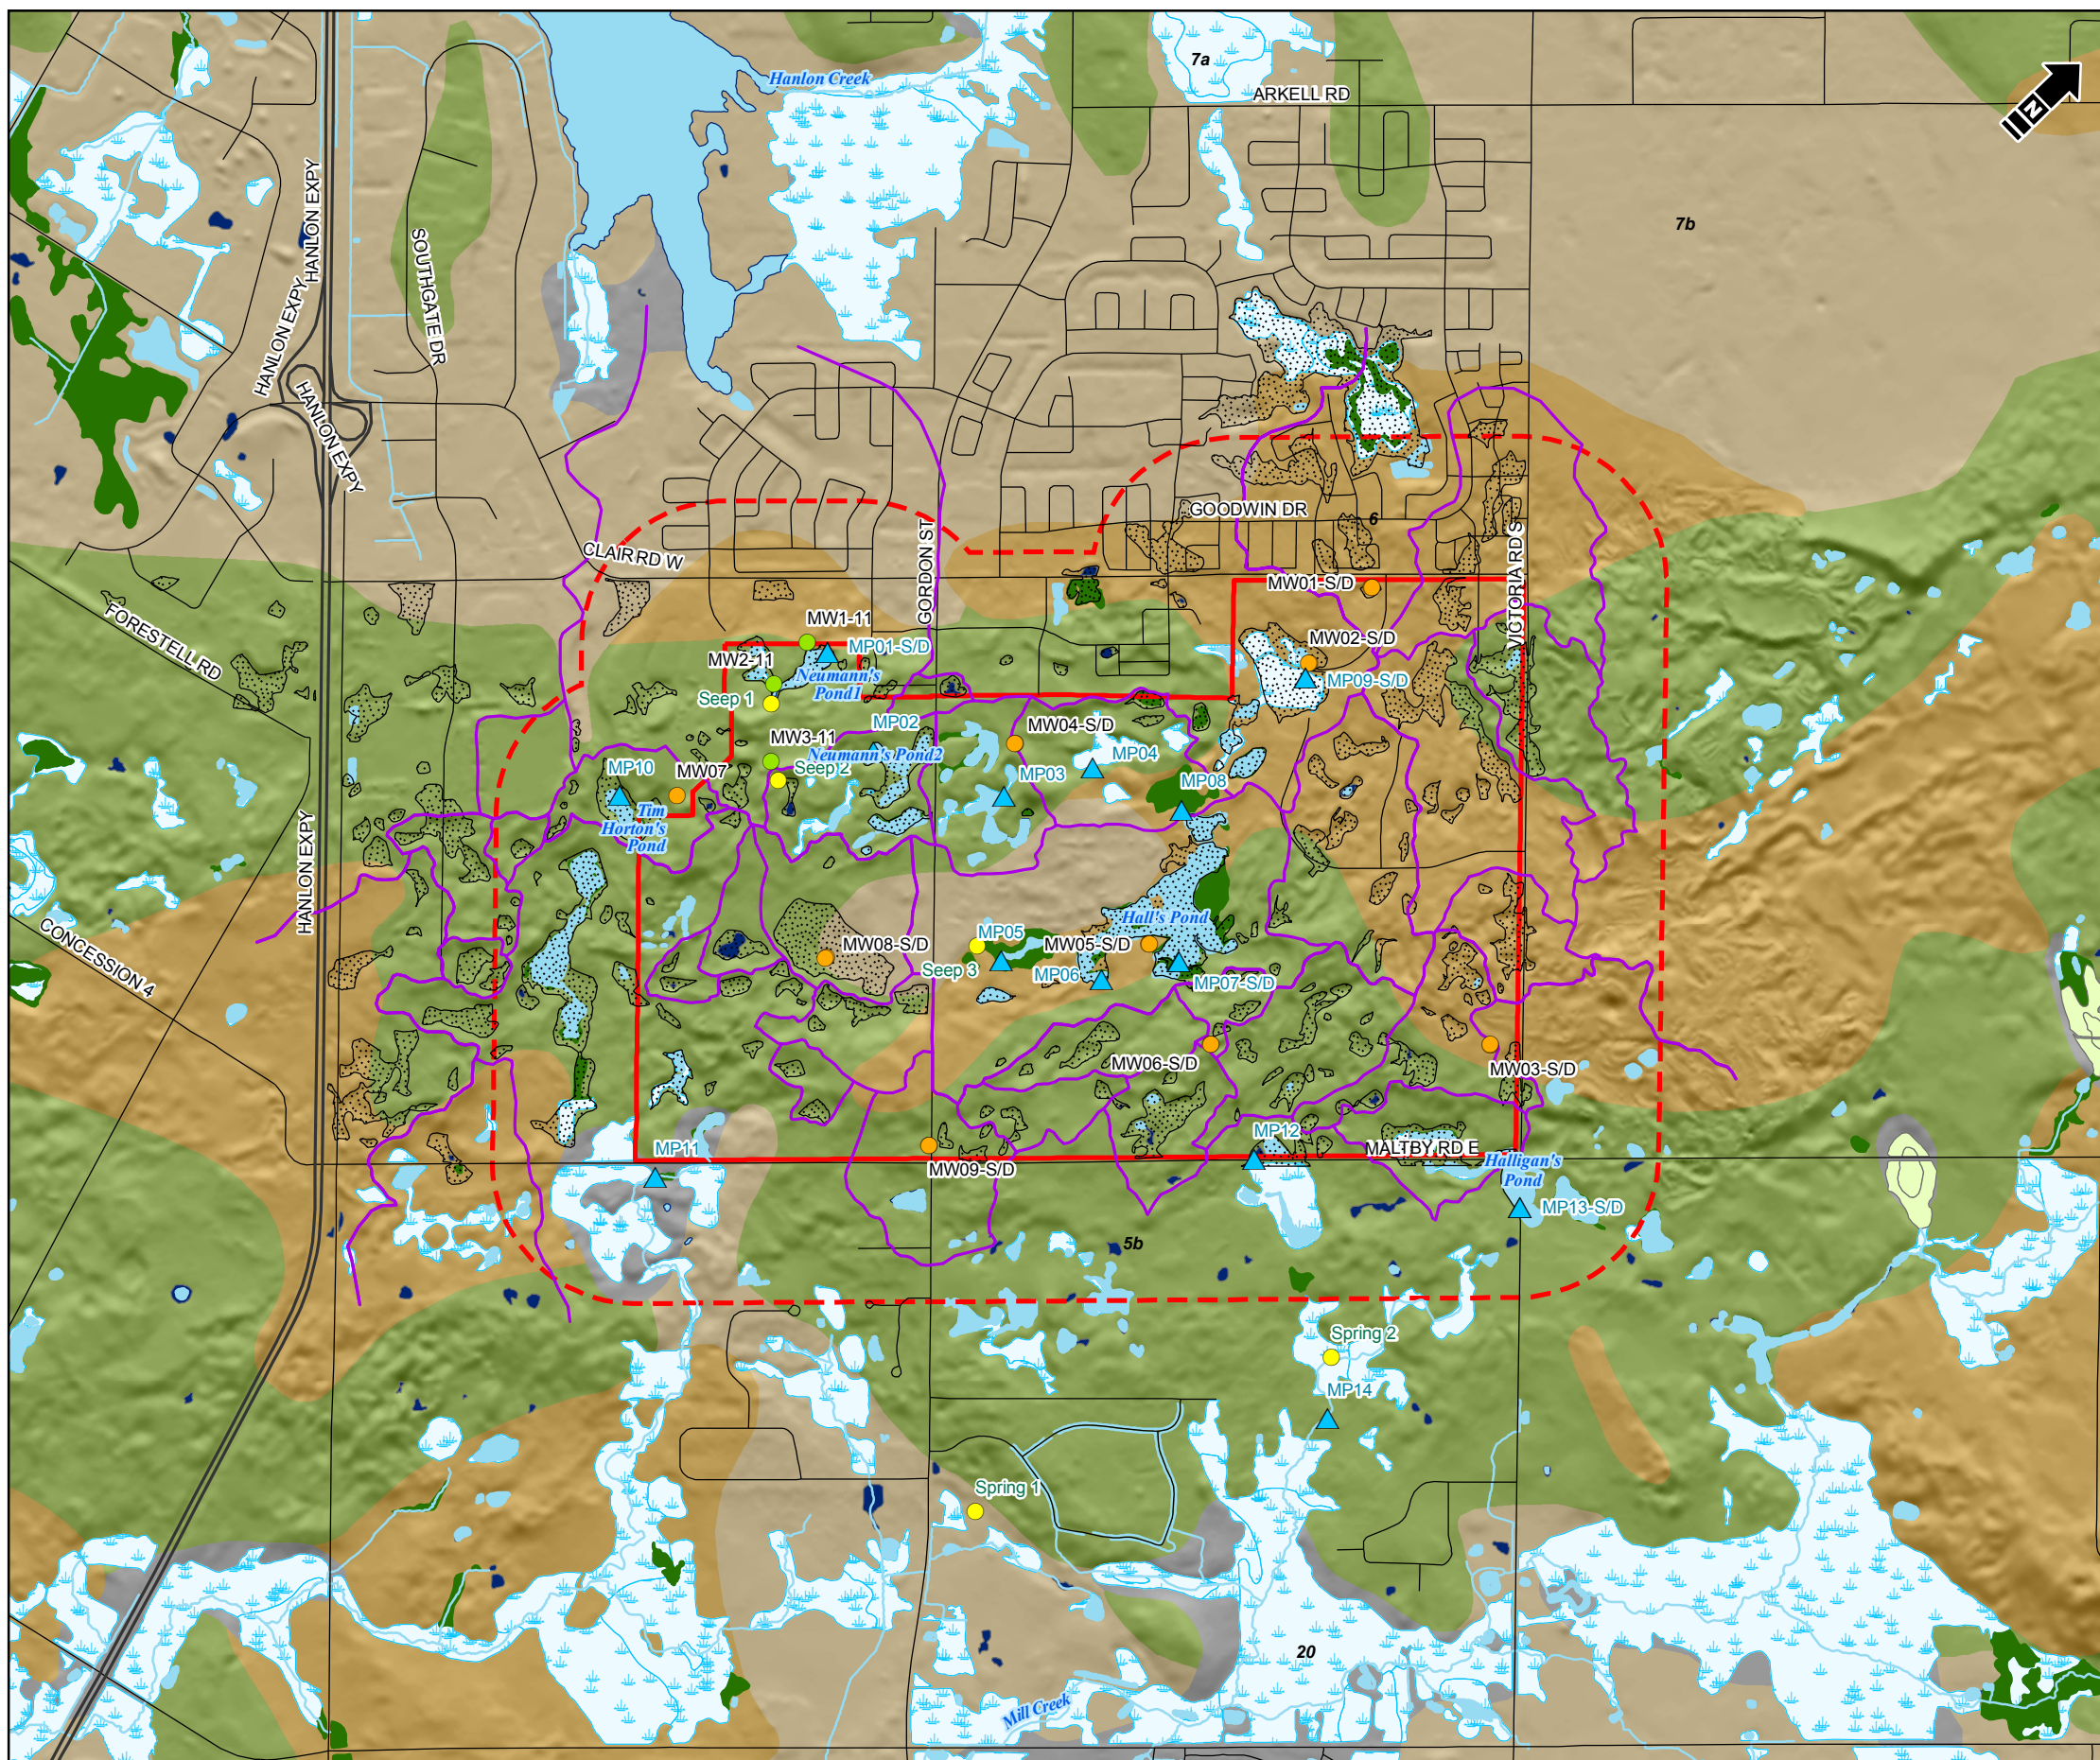 7a
Hanlon Creek
ARKELL RD
N
HANLON EXPY
SOUTHGATE DR
7b
HANLON EXPY
HANLON EXPY
HANLON EXPY
GORDON ST
GOODWIN DR
6
VICTORIA RD S
CLAIR RD W
MW01-S/D
FORESTELL RD
MW1-11
MP01-S/D
MW02-S/D
MW2-11
Neumann's
Pond1
MP09-S/D
Seep 1
MP02
MW04-S/D
MW3-11
Neumann's Pond2
MP04
Seep 2
MP10
MW07
MP03
MP08
Tim
Horton's
Pond
HANLON EXPY
Hall's Pond
CONCESSION 4
MW08-S/D
MP05
MW05-S/D
Seep 3
MP06
MP07-S/D
MW06-S/D
MW03-S/D
MP11
MP12
MALTBY RD E
MW09-S/D
Halligan's
Pond
MP13-S/D
5b
Spring 2
MP14
Spring 1
20
Mill Creek